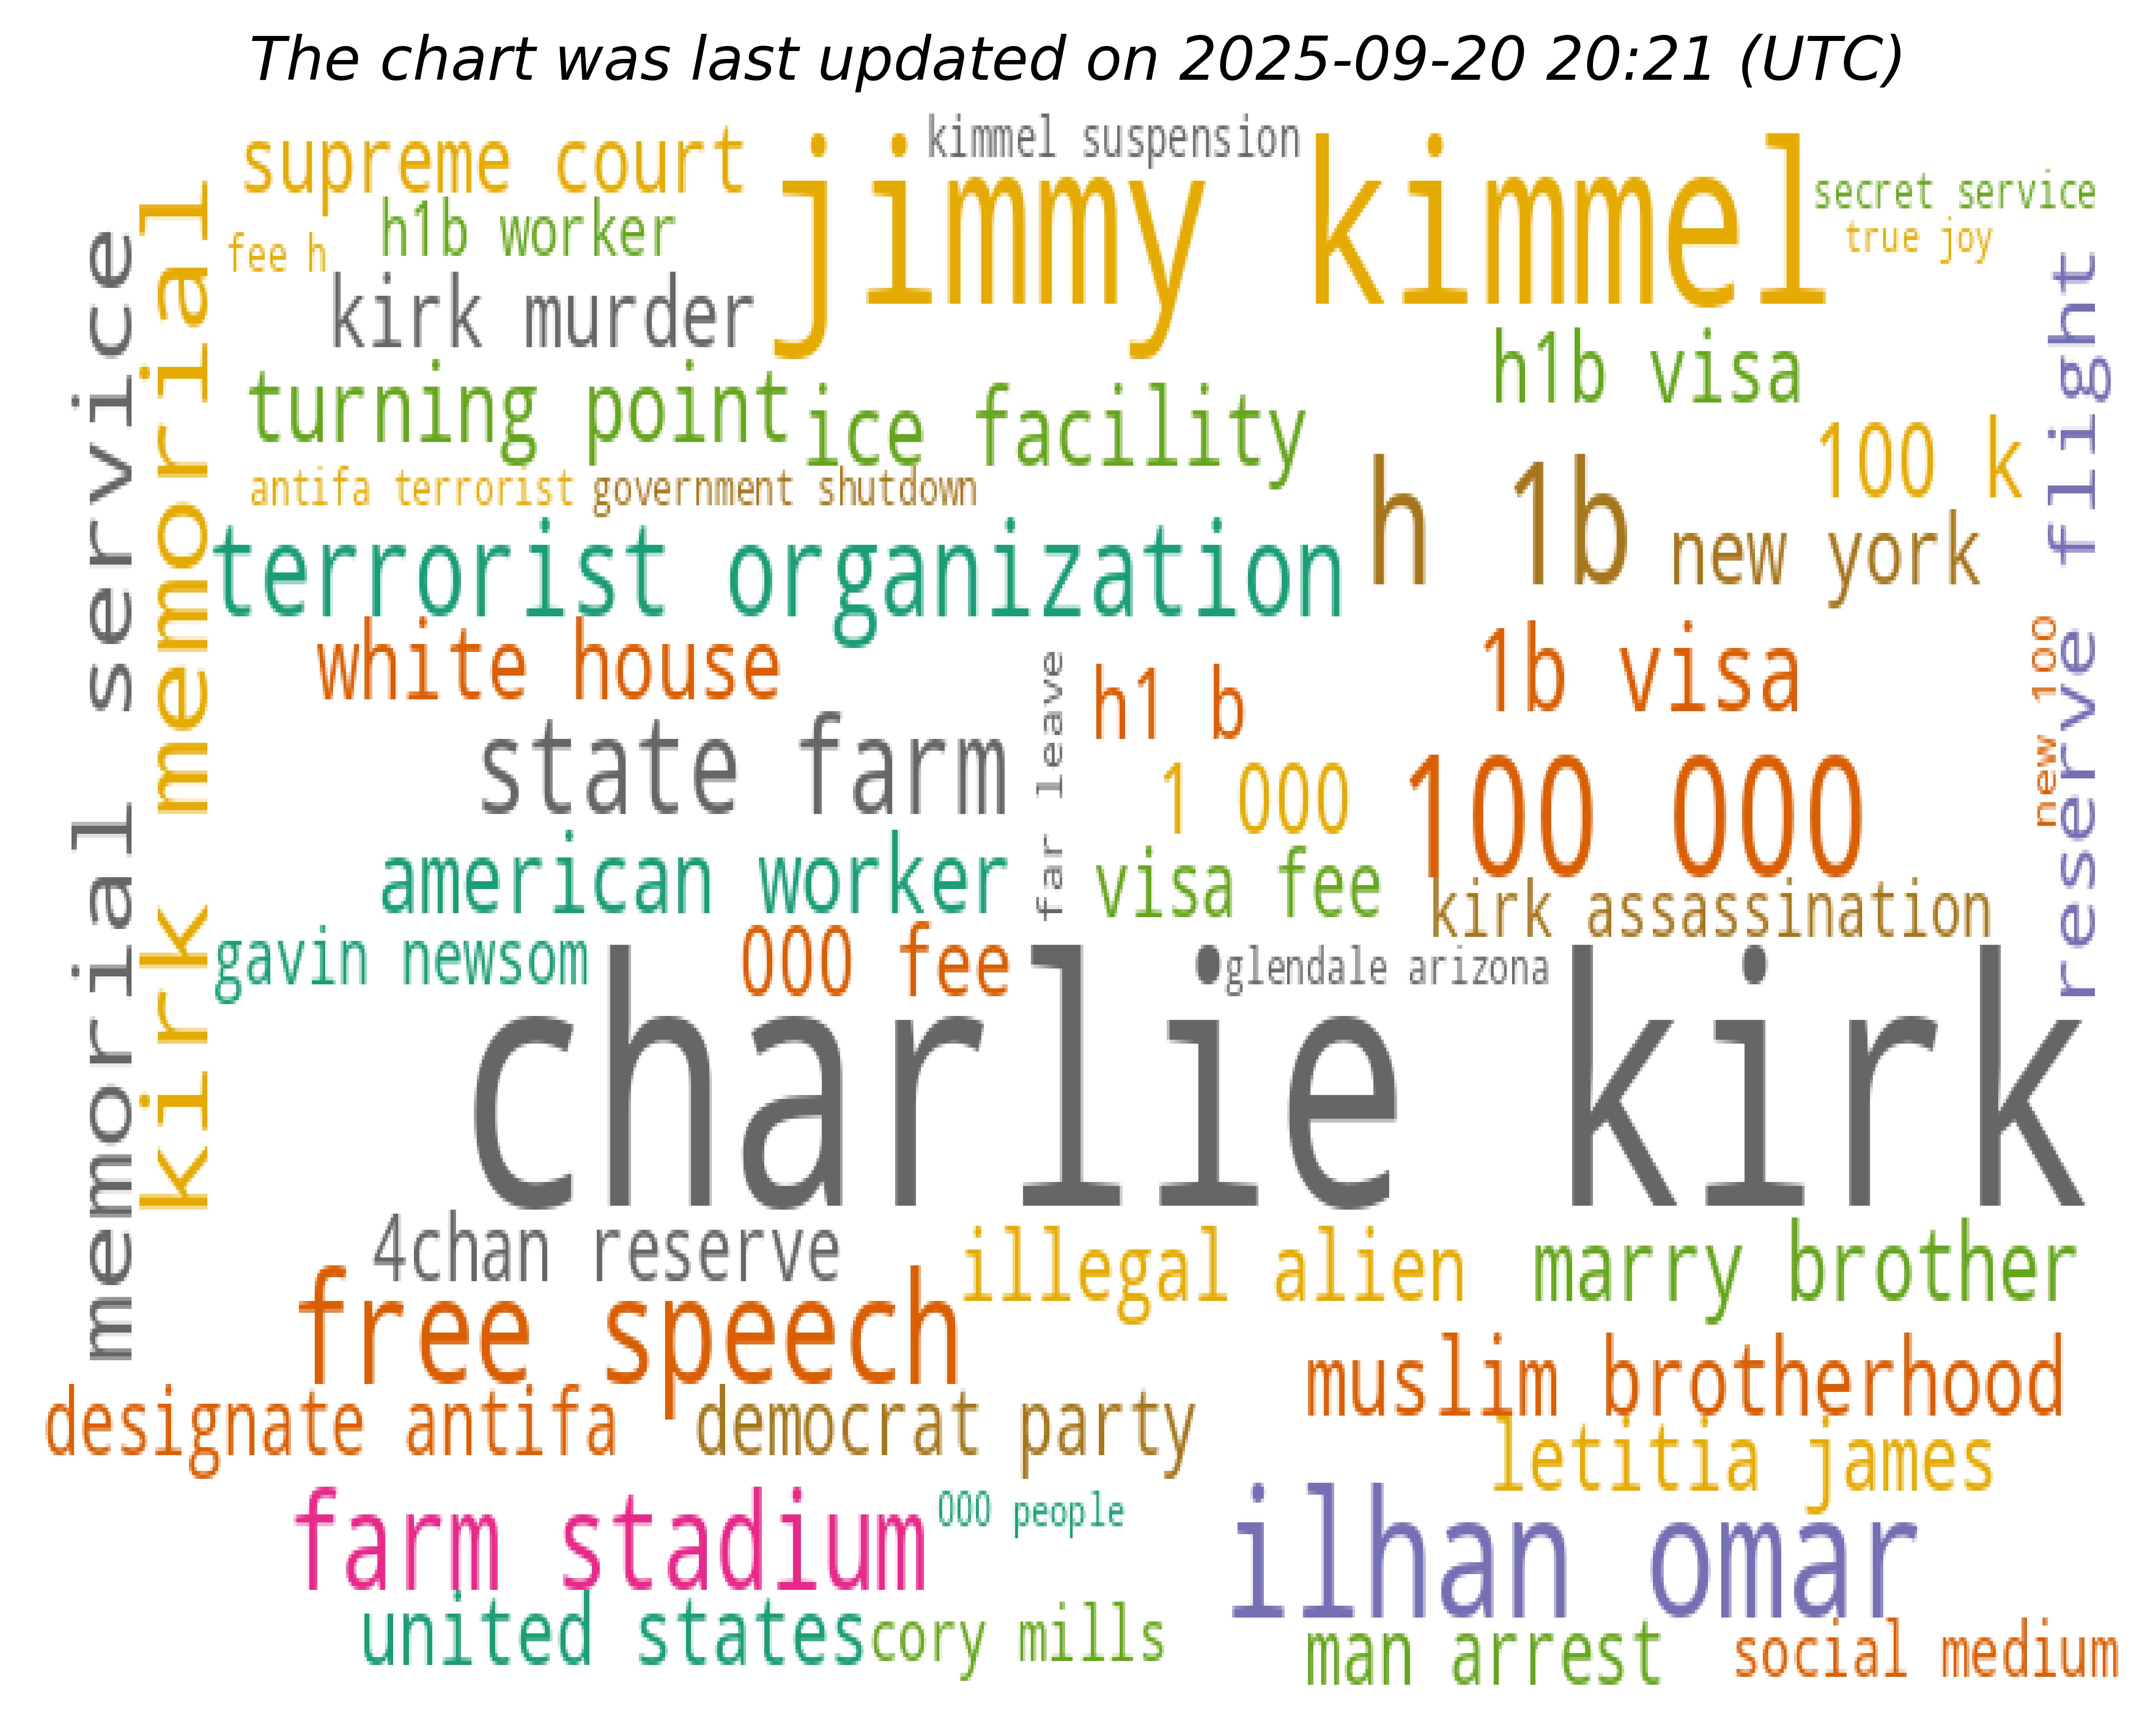 The chart was last updated on 2025-09-20 20:21 (UTC)
kimmel suspension
supreme court
jimmy kimmel
secret service
h1b worker
true joy
fee h
kirk murder
h1b visa
turning point
ice facility
100 k
antifa terrorist
government shutdown
h 1b
new york
terrorist organization
white house
1b visa
h1 b
state farm
far leave
1 000
100 000
new 100
reserve flight
memorial service
kirk memorial
american worker
visa fee
kirk assassination
gavin newsom
000 fee
glendale arizona
charlie kirk
4chan reserve
illegal alien
marry brother
free speech
muslim brotherhood
designate antifa
democrat party
letitia james
farm stadium
000 people
ilhan omar
united states
cory mills
man arrest
social medium